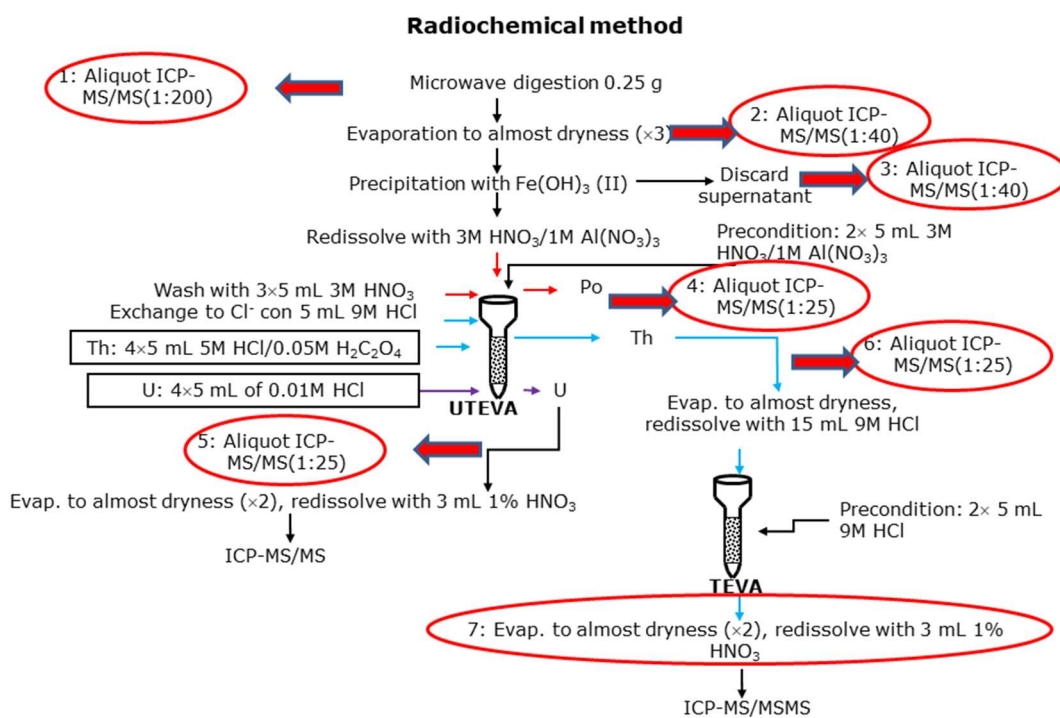 Radiochemical method
1: Aliquot ICP-
MS/MS(1:200)
Microwave digestion 0.25 g
2: Aliquot ICP-
MS/MS(1:40)
Evaporation to almost dryness (×3)
3: Aliquot ICP-
MS/MS(1:40)
Precipitation with Fe(OH)₃ (II)
Discard
supernatant
Redissolve with 3M HNO₃/1M Al(NO₃)₃
Precondition: 2× 5 mL 3M
HNO₃/1M Al(NO₃)₃
Wash with 3×5 mL 3M HNO₃
Exchange to Cl⁻ con 5 mL 9M HCl
Po
4: Aliquot ICP-
MS/MS(1:25)
Th: 4×5 mL 5M HCl/0.05M H₂C₂O₄
Th
6: Aliquot ICP-
MS/MS(1:25)
U: 4×5 mL of 0.01M HCl
U
UTEVA
Evap. to almost dryness,
redissolve with 15 mL 9M HCl
5: Aliquot ICP-
MS/MS(1:25)
Evap. to almost dryness (×2), redissolve with 3 mL 1% HNO₃
ICP-MS/MS
Precondition: 2× 5 mL
9M HCl
TEVA
7: Evap. to almost dryness (×2), redissolve with 3 mL 1%
HNO₃
ICP-MS/MSMS